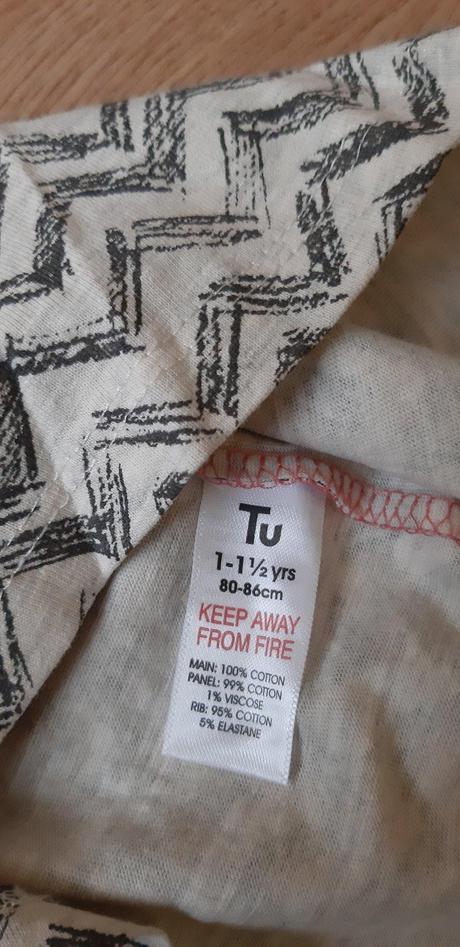 Tu
1-1½ yrs
80-86cm
KEEP AWAY
FROM FIRE
MAIN: 100% COTTON
PANEL: 99% COTTON
1% VISCOSE
RIB: 95% COTTON
5% ELASTANE